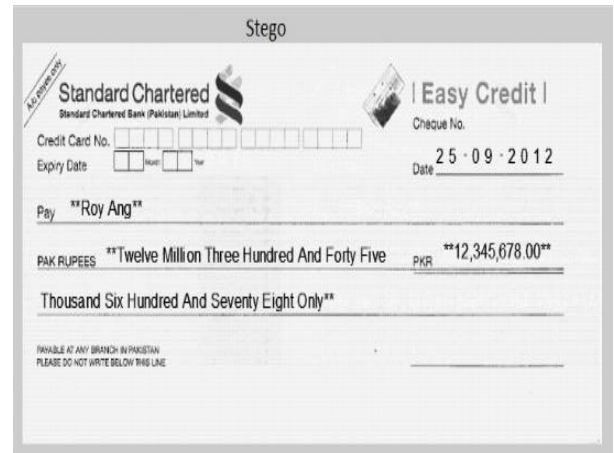 Stego
A/c payee only
Standard Chartered
Standard Chartered Bank (Pakistan) Limited
| Easy Credit |
Cheque No.
Credit Card No.
Expiry Date Month Year
Date 25-09-2012
Pay **Roy Ang**
PAK RUPEES **Twelve Million Three Hundred And Forty Five PKR **12,345,678.00**
Thousand Six Hundred And Seventy Eight Only**
PAYABLE AT ANY BRANCH IN PAKISTAN
PLEASE DO NOT WRITE BELOW THIS LINE